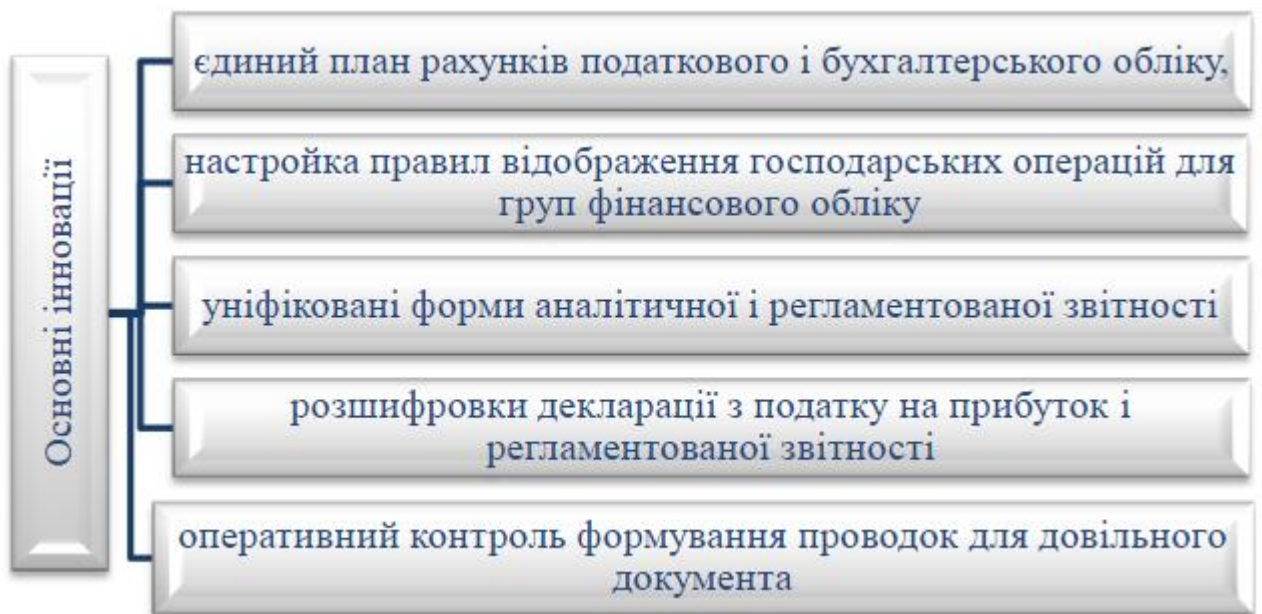 Основні інновації
єдиний план рахунків податкового і бухгалтерського обліку,
настройка правил відображення господарських операцій для
груп фінансового обліку
уніфіковані форми аналітичної і регламентованої звітності
розшифровки декларації з податку на прибуток і
регламентованої звітності
оперативний контроль формування проводок для довільного
документа